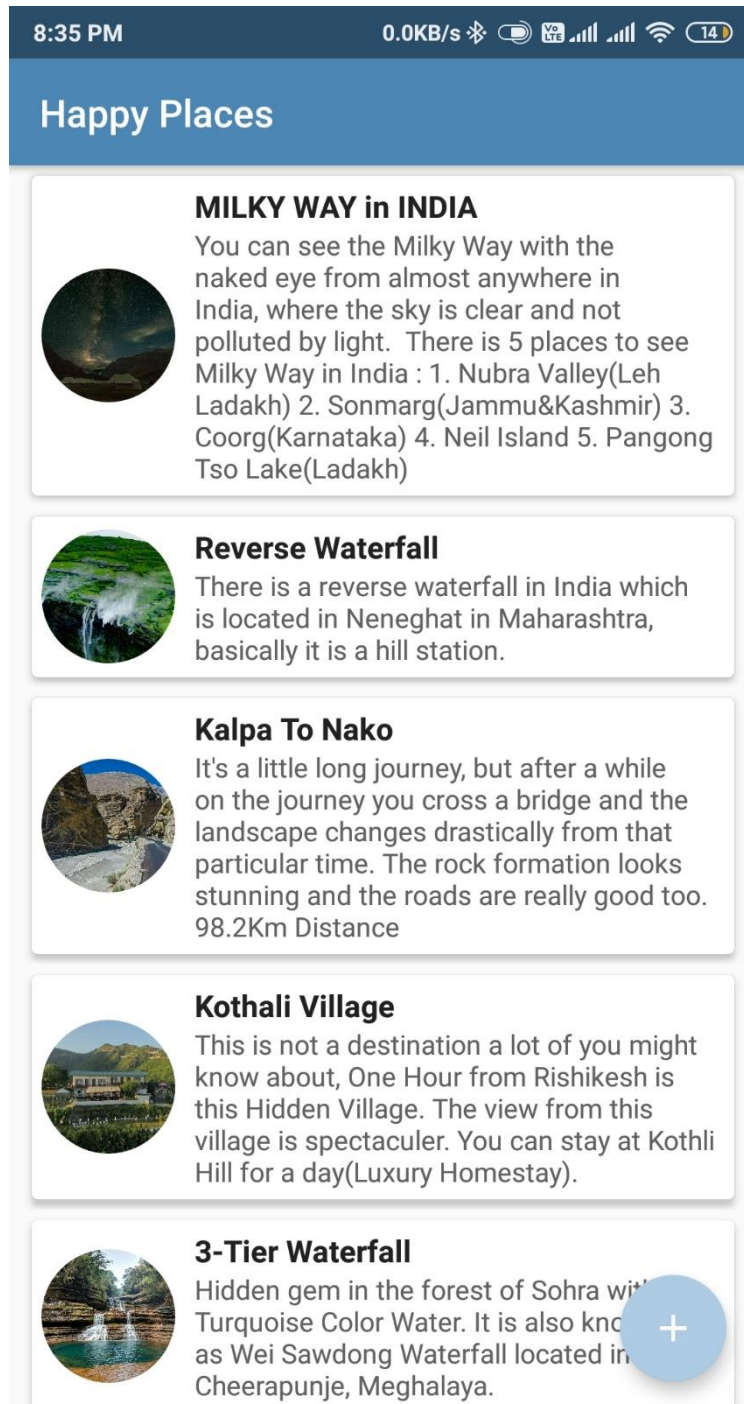 8:35 PM 0.0KB/s Vo LTE 14
Happy Places
MILKY WAY in INDIA
You can see the Milky Way with the
naked eye from almost anywhere in
India, where the sky is clear and not
polluted by light.  There is 5 places to see
Milky Way in India : 1. Nubra Valley(Leh
Ladakh) 2. Sonmarg(Jammu&Kashmir) 3.
Coorg(Karnataka) 4. Neil Island 5. Pangong
Tso Lake(Ladakh)
Reverse Waterfall
There is a reverse waterfall in India which
is located in Neneghat in Maharashtra,
basically it is a hill station.
Kalpa To Nako
It's a little long journey, but after a while
on the journey you cross a bridge and the
landscape changes drastically from that
particular time. The rock formation looks
stunning and the roads are really good too.
98.2Km Distance
Kothali Village
This is not a destination a lot of you might
know about, One Hour from Rishikesh is
this Hidden Village. The view from this
village is spectaculer. You can stay at Kothli
Hill for a day(Luxury Homestay).
3-Tier Waterfall
Hidden gem in the forest of Sohra
Turquoise Color Water. It is also
as Wei Sawdong Waterfall located in
Cheerapunje, Meghalaya.
+